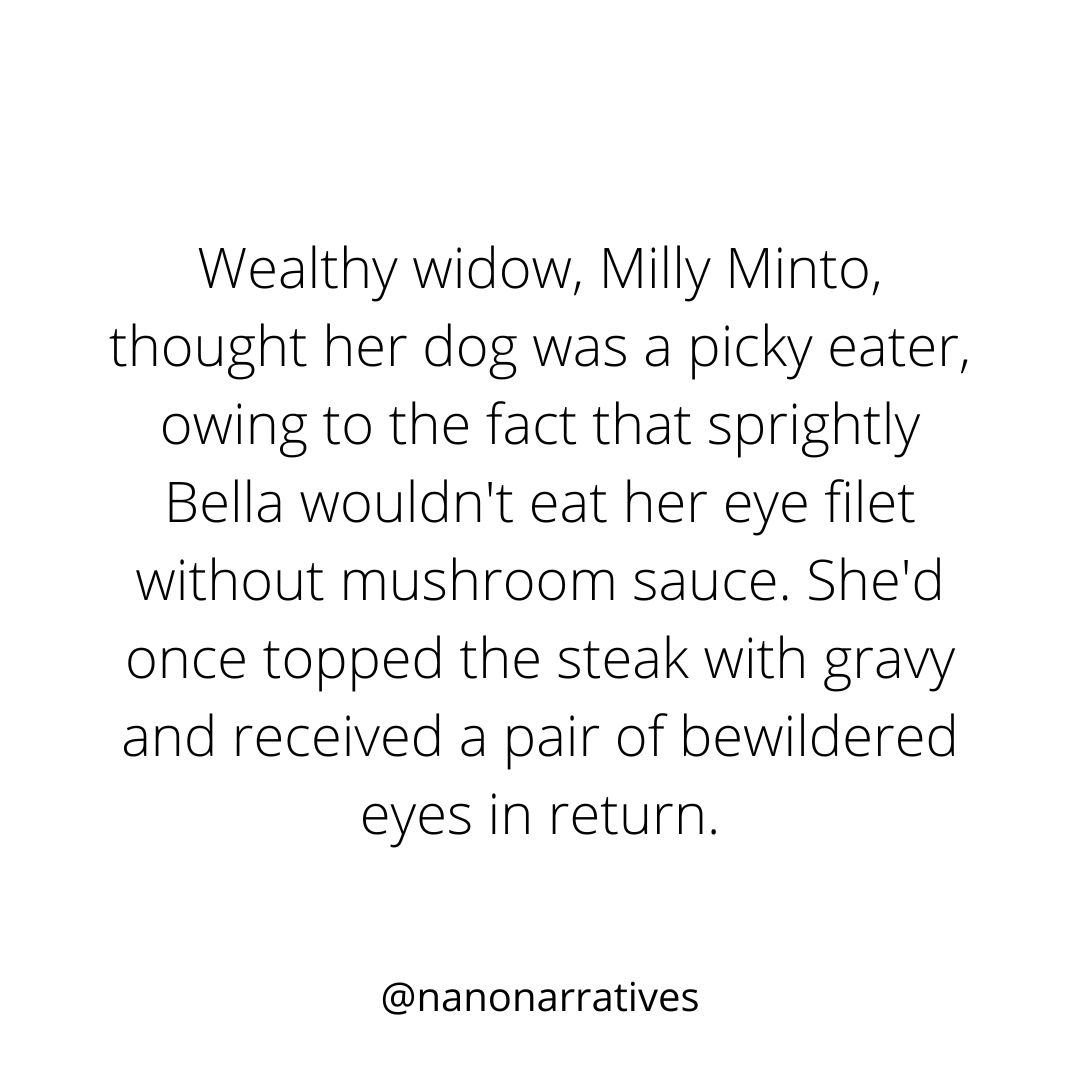 Wealthy widow, Milly Minto,
thought her dog was a picky eater,
owing to the fact that sprightly
Bella wouldn't eat her eye filet
without mushroom sauce. She'd
once topped the steak with gravy
and received a pair of bewildered
eyes in return.
@nanonarratives